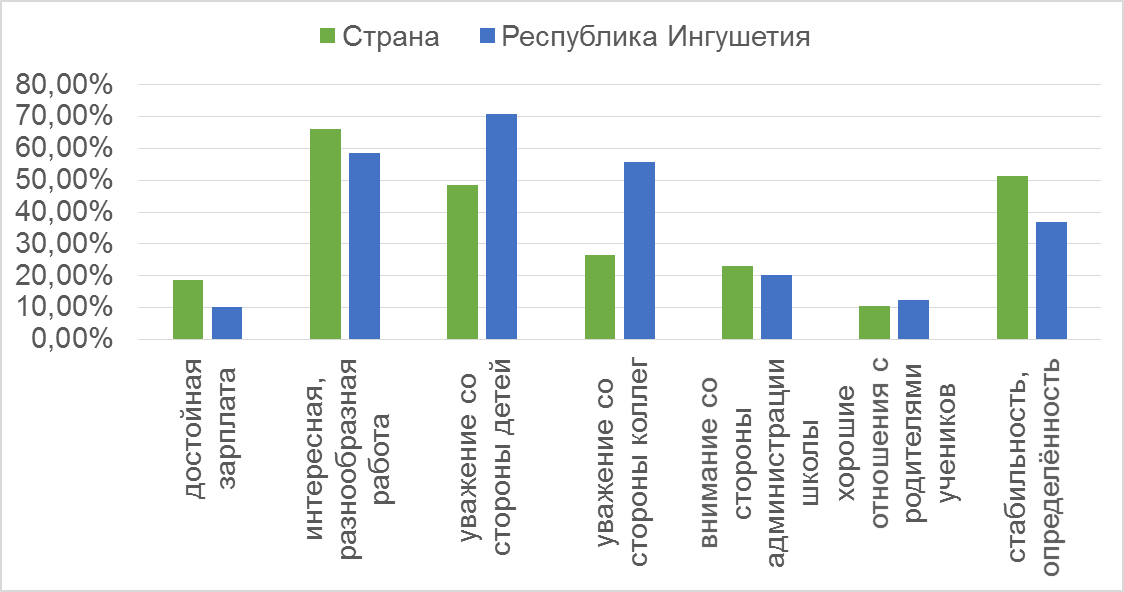 Страна
Республика Ингушетия
80,00%
70,00%
60,00%
50,00%
40,00%
30,00%
20,00%
10,00%
0,00%
достойная
зарплата
интересная,
разнообразная
работа
уважение со
стороны детей
уважение со
стороны коллег
внимание со
стороны
администрации
школы
хорошие
отношения с
родителями
учеников
стабильность,
определённость